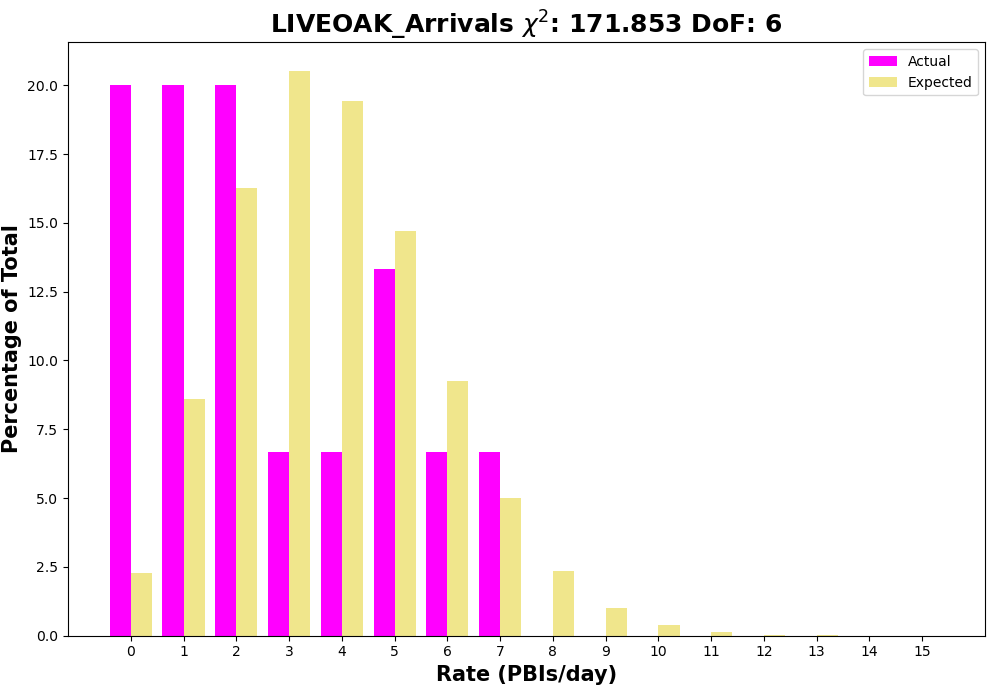 LIVEOAK_Arrivals χ²: 171.853 DoF: 6
Actual
Expected
Percentage of Total
20.0
17.5
15.0
12.5
10.0
7.5
5.0
2.5
0.0
0 1 2 3 4 5 6 7 8 9 10 11 12 13 14 15
Rate (PBIs/day)